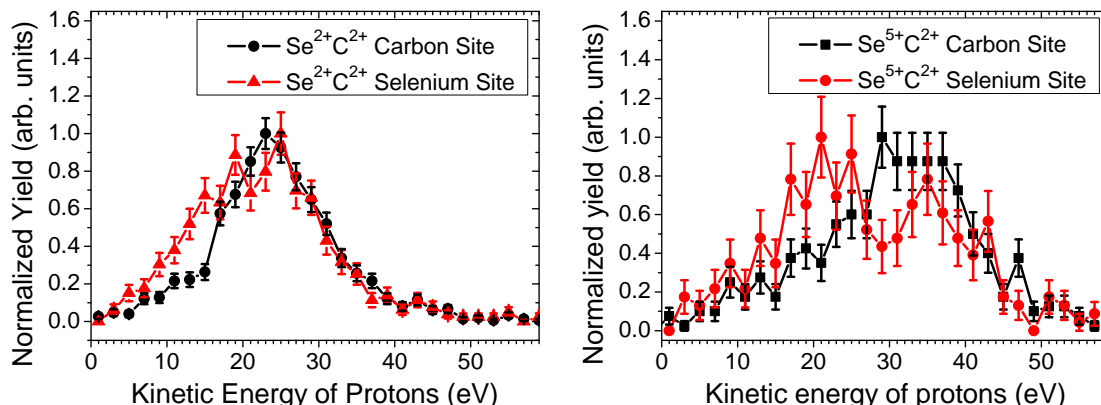 Se2+C2+ Carbon Site
Se2+C2+ Selenium Site
Normalized Yield (arb. units)
1.6
1.4
1.2
1.0
0.8
0.6
0.4
0.2
0.0
0 10 20 30 40 50
Kinetic Energy of Protons (eV)
Se5+C2+ Carbon Site
Se5+C2+ Selenium Site
Normalized yield (arb. units)
1.6
1.4
1.2
1.0
0.8
0.6
0.4
0.2
0.0
0 10 20 30 40 50
Kinetic energy of protons (eV)